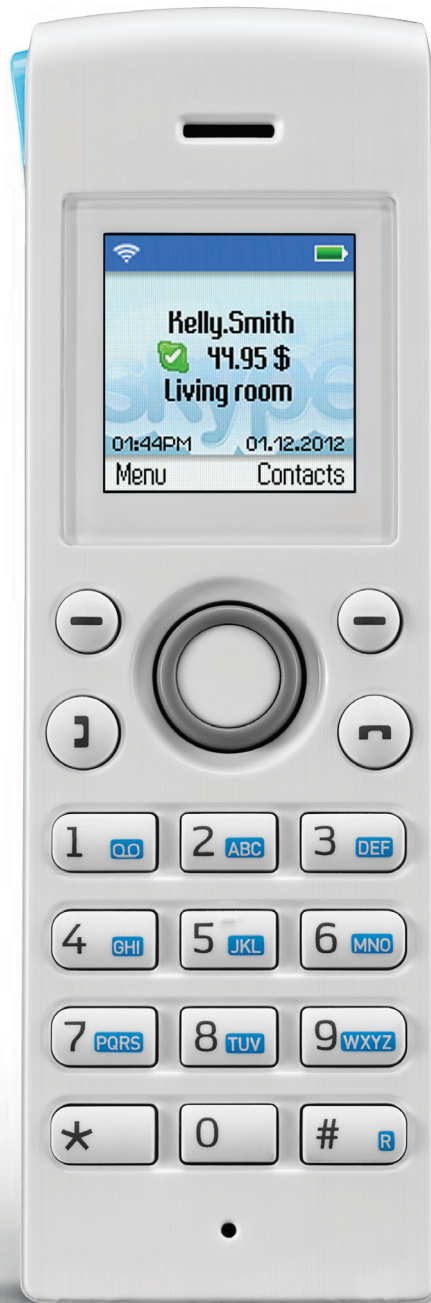 Kelly.Smith
44.95 $
Living room
skype
01:44PM 01.12.2012
Menu Contacts
1
2 ABC
3 DEF
4 GHI
5 JKL
6 MNO
7 PQRS
8 TUV
9 WXYZ
*
0
# R